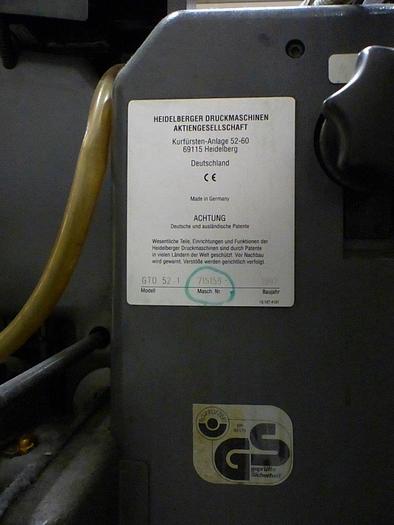 HEIDELBERGER DRUCKMASCHINEN
AKTIENGESELLSCHAFT
Kurfürsten-Anlage 52-60
69115 Heidelberg
Deutschland
CE
Made in Germany
ACHTUNG
Deutsche und ausländische Patente
Wesentliche Teile, Einrichtungen und Funktionen der
Heidelberger Druckmaschinen sind durch Patente
in vielen Ländern der Welt geschützt. Vor Nachbau
wird gewarnt. Verstöße werden gerichtlich verfolgt.
GTO 52 1 715159
Modell Masch. Nr. Baujahr
GS
geprüfte
Sicherheit